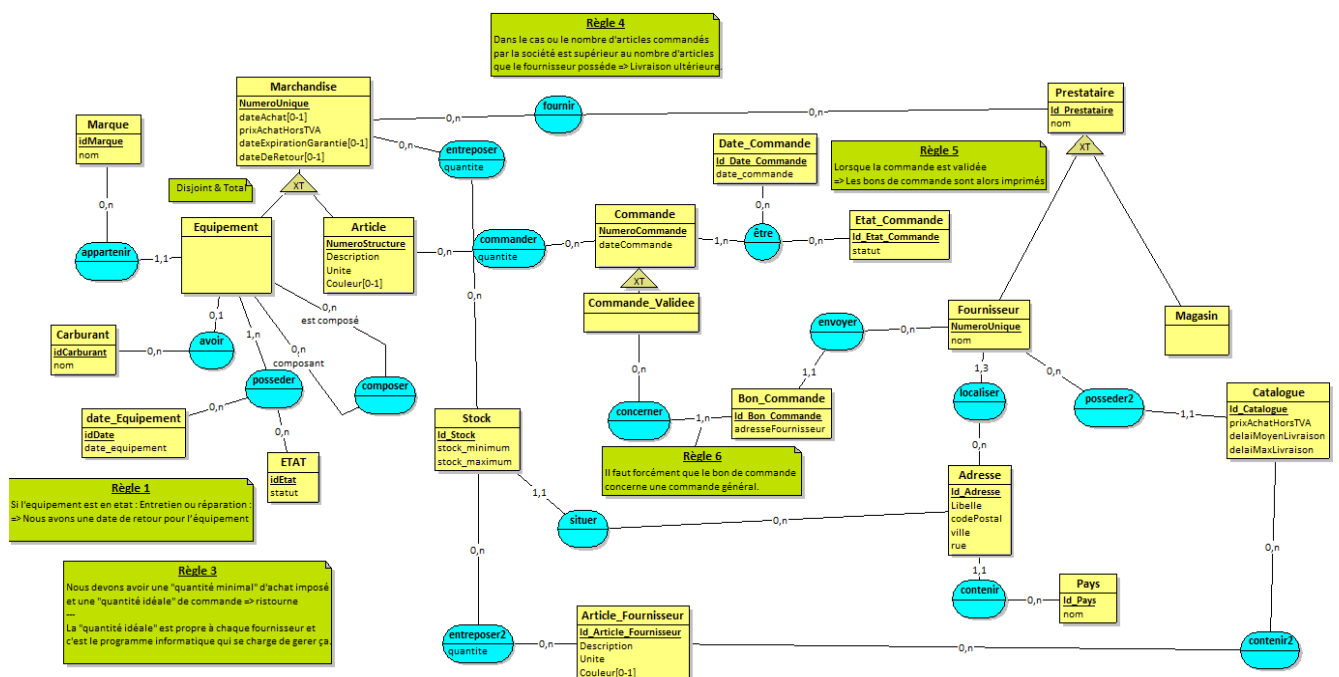 Règle 4
Dans le cas ou le nombre d'articles commandés
par la société est supérieur au nombre d'articles
que le fournisseur posséde => Livraison ultérieure.
Marchandise
NumeroUnique
dateAchat[0-1]
prixAchatHorsTVA
dateExpirationGarantie[0-1]
dateDeRetour[0-1]
0,n
fournir
0,n
Prestataire
Id_Prestataire
nom
XT
Marque
idMarque
nom
0,n
entreposer
quantite
Date_Commande
Id_Date_Commande
date_commande
Règle 5
Lorsque la commande est validée
=> Les bons de commande sont alors imprimés
Disjoint & Total
XT
0,n
appartenir
1,1
Equipement
Article
NumeroStructure
Description
Unite
Couleur[0-1]
0,n
commander
quantite
0,n
Commande
NumeroCommande
dateCommande
1,n
être
0,n
0,n
Etat_Commande
Id_Etat_Commande
statut
XT
Commande_Validee
0,n
0,n
est composé
0,n
composant
composer
0,1
avoir
0,n
Carburant
idCarburant
nom
1,n
posseder
0,n
0,n
date_Equipement
idDate
date_equipement
ETAT
idEtat
statut
envoyer
0,n
1,1
Fournisseur
NumeroUnique
nom
Magasin
0,n
concerner
1,n
Bon_Commande
Id_Bon_Commande
adresseFournisseur
1,3
localiser
0,n
0,n
posseder2
1,1
Catalogue
Id_Catalogue
prixAchatHorsTVA
delaiMoyenLivraison
delaiMaxLivraison
Stock
Id_Stock
stock_minimum
stock_maximum
Règle 6
Il faut forcément que le bon de commande
concerne une commande général.
Règle 1
Si l'equipement est en etat : Entretien ou réparation :
=> Nous avons une date de retour pour l'équipement
1,1
situer
0,n
Adresse
Id_Adresse
Libelle
codePostal
ville
rue
1,1
contenir
0,n
Pays
Id_Pays
nom
0,n
0,n
Règle 3
Nous devons avoir une "quantité minimal" d'achat imposé
et une "quantité idéale" de commande => ristourne
---
La "quantité idéale" est propre à chaque fournisseur et
c'est le programme informatique qui se charge de gerer ça.
entreposer2
quantite
0,n
Article_Fournisseur
Id_Article_Fournisseur
Description
Unite
Couleur[0-1]
0,n
contenir2